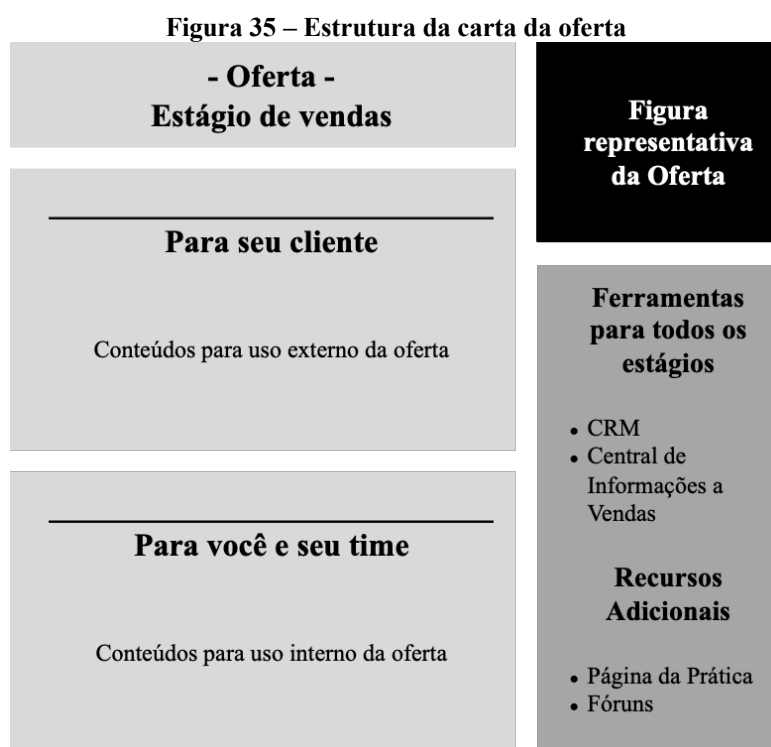 Figura 35 – Estrutura da carta da oferta
- Oferta -
Estágio de vendas
Para seu cliente
Conteúdos para uso externo da oferta
Para você e seu time
Conteúdos para uso interno da oferta
Figura
representativa
da Oferta
Ferramentas
para todos os
estágios
• CRM
• Central de
Informações a
Vendas
Recursos
Adicionais
• Página da Prática
• Fóruns